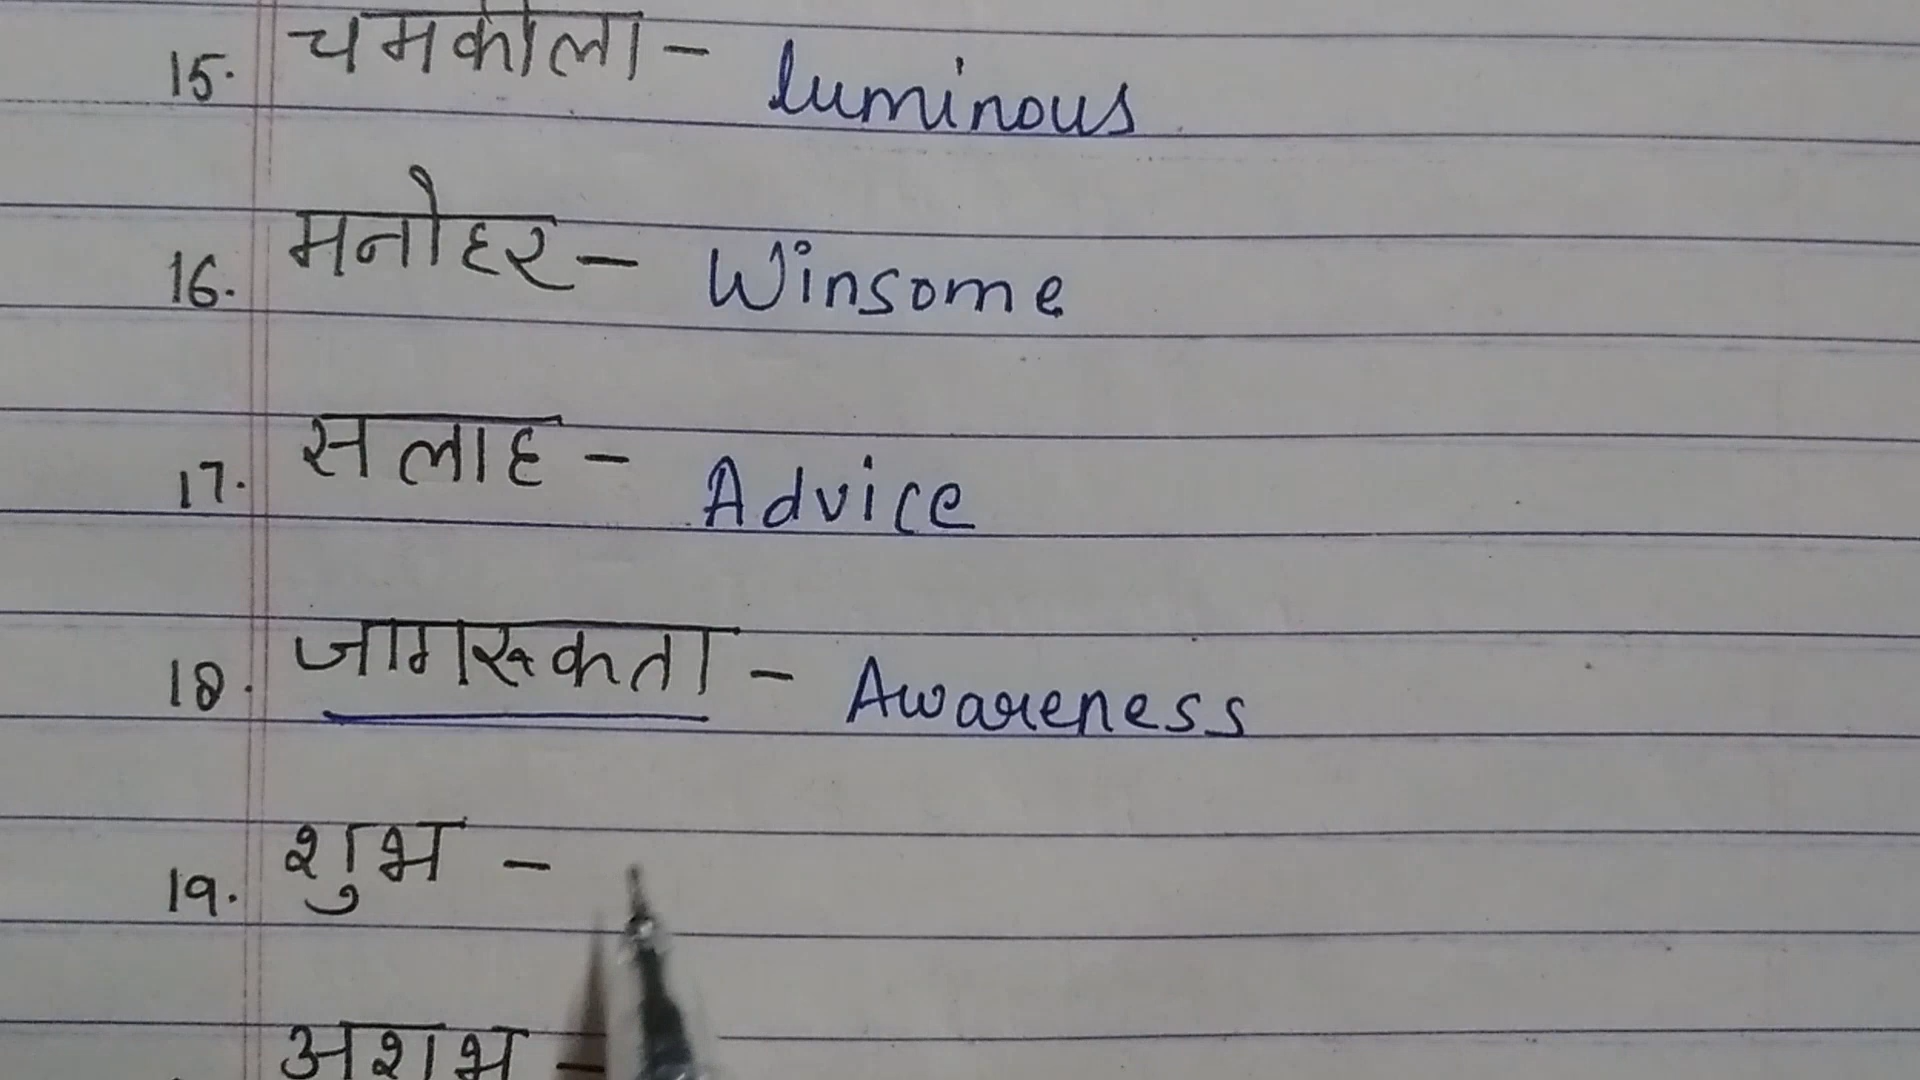 15. चमकीला - luminous
16. मनोहर - Winsome
17. सलाह - Advice
18. जागरूकता - Awareness
19. शुभ -
अशुभ -